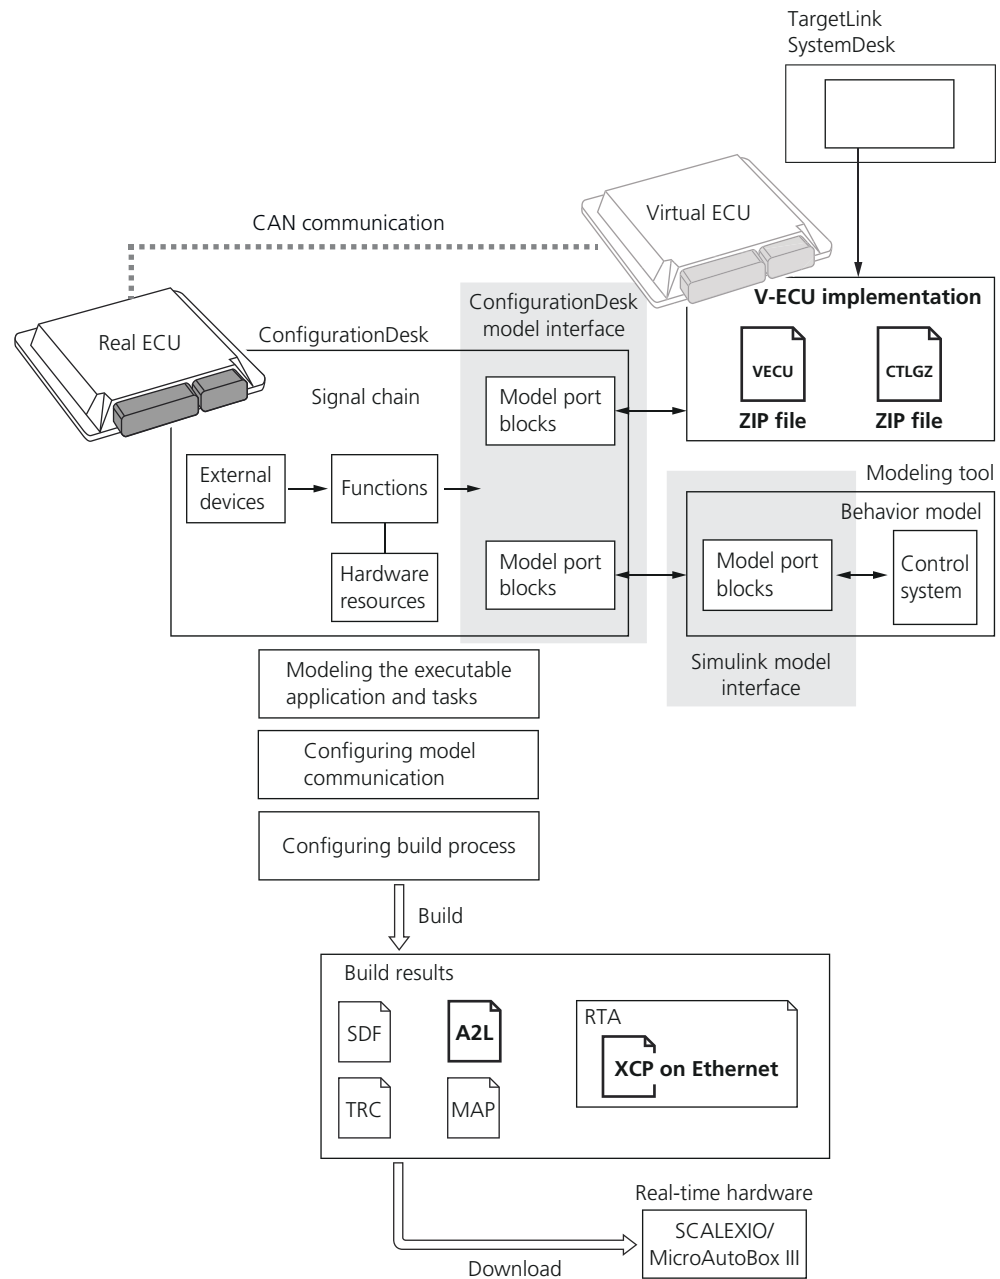 TargetLink
SystemDesk
Virtual ECU
CAN communication
V-ECU implementation
VECU
ZIP file
CTLGZ
ZIP file
ConfigurationDesk
model interface
Real ECU
ConfigurationDesk
Signal chain
Model port
blocks
External
devices
Functions
Hardware
resources
Model port
blocks
Modeling tool
Behavior model
Model port
blocks
Control
system
Simulink model
interface
Modeling the executable
application and tasks
Configuring model
communication
Configuring build process
Build
Build results
SDF
A2L
TRC
MAP
RTA
XCP on Ethernet
Real-time hardware
SCALEXIO/
MicroAutoBox III
Download